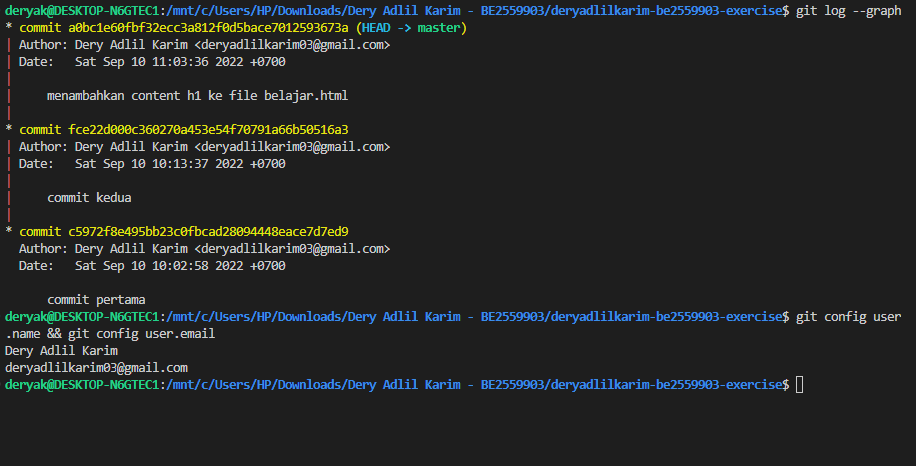 deryak@DESKTOP-N6GTEC1:/mnt/c/Users/HP/Downloads/Dery Adlil Karim - BE2559903/deryadlilkarim-be2559903-exercise$ git log --graph
* commit a0bc1e60fbf32ecc3a812f0d5bace7012593673a (HEAD -> master)
| Author: Dery Adlil Karim <deryadlilkarim03@gmail.com>
| Date:   Sat Sep 10 11:03:36 2022 +0700
|
|     menambahkan content h1 ke file belajar.html
|
* commit fce22d000c360270a453e54f70791a66b50516a3
| Author: Dery Adlil Karim <deryadlilkarim03@gmail.com>
| Date:   Sat Sep 10 10:13:37 2022 +0700
|
|     commit kedua
|
* commit c5972f8e495bb23c0fbcad28094448eace7d7ed9
  Author: Dery Adlil Karim <deryadlilkarim03@gmail.com>
  Date:   Sat Sep 10 10:02:58 2022 +0700

      commit pertama
deryak@DESKTOP-N6GTEC1:/mnt/c/Users/HP/Downloads/Dery Adlil Karim - BE2559903/deryadlilkarim-be2559903-exercise$ git config user
.name && git config user.email
Dery Adlil Karim
deryadlilkarim03@gmail.com
deryak@DESKTOP-N6GTEC1:/mnt/c/Users/HP/Downloads/Dery Adlil Karim - BE2559903/deryadlilkarim-be2559903-exercise$